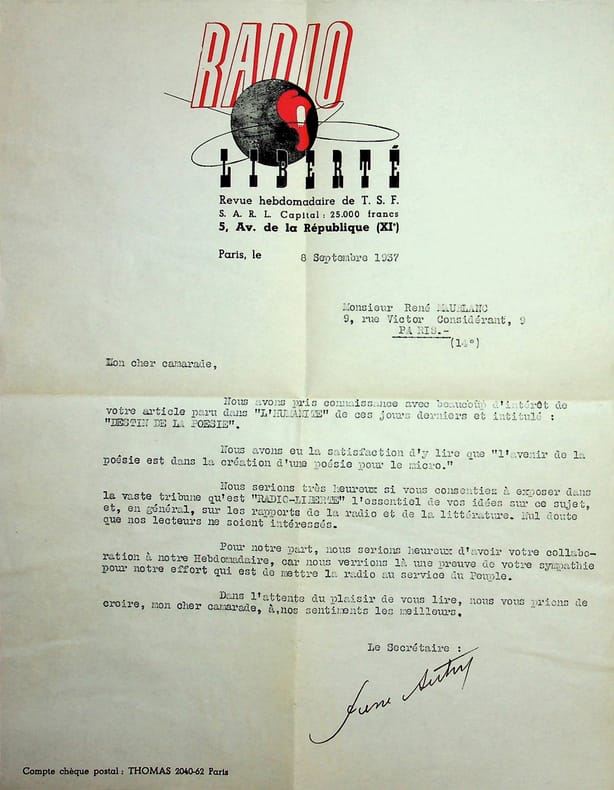 RADIO
LIBERTÉ
Revue hebdomadaire de T. S. F.
S. A. R. L. Capital : 25.000 francs
5, Av. de la République (XIᵉ)
Paris, le 8 Septembre 1937
Monsieur René MAUBLANC
9, rue Victor Considérant, 9
PARIS.-
(14°)
Mon cher camarade,
Nous avons pris connaissance avec beaucoup d'intérêt de
votre article paru dans "L'HUMANITE" de ces jours derniers et intitulé :
"DESTIN DE LA POESIE".
Nous avons eu la satisfaction d'y lire que "l'avenir de la
poésie est dans la création d'une poésie pour le micro."
Nous serions très heureux si vous consentiez à exposer dans
la vaste tribune qu'est "RADIO-LIBERTE" l'essentiel de vos idées sur ce sujet,
et, en général, sur les rapports de la radio et de la littérature. Nul doute
que nos lecteurs ne soient intéressés.
Pour notre part, nous serions heureux d'avoir votre collabo-
ration à notre Hebdomadaire, car nous verrions là une preuve de votre sympathie
pour notre effort qui est de mettre la radio au service du Peuple.
Dans l'attente du plaisir de vous lire, nous vous prions de
croire, mon cher camarade, à,nos sentiments les meilleurs.
Le Secrétaire :
Compte chèque postal : THOMAS 2040-62 Paris